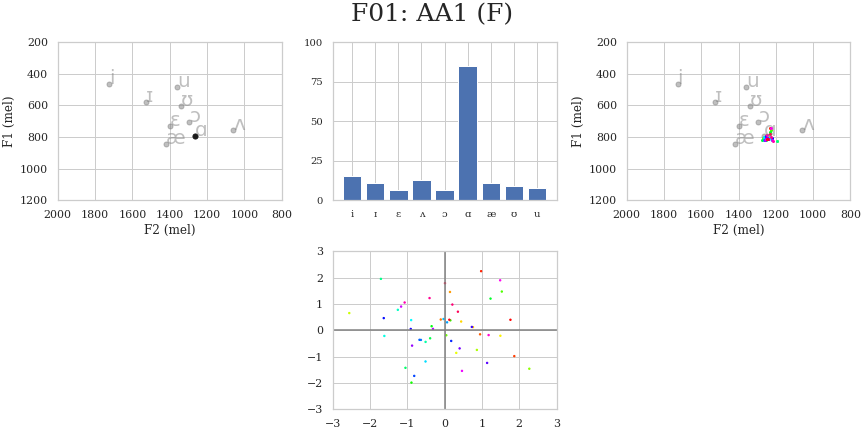 F01: AA1 (F)
200
400
600
800
1000
1200
F1 (mel)
2000 1800 1600 1400 1200 1000 800
F2 (mel)
i
u
ɪ
ʊ
ɛ
ɔ
ɑ
ʌ
æ
100
75
50
25
0
i ɪ ɛ ʌ ɔ ɑ æ ʊ u
200
400
600
800
1000
1200
F1 (mel)
2000 1800 1600 1400 1200 1000 800
F2 (mel)
i
u
ɪ
ʊ
ɛ
ɔ
ɑ
ʌ
æ
3
2
1
0
−1
−2
−3
−3 −2 −1 0 1 2 3